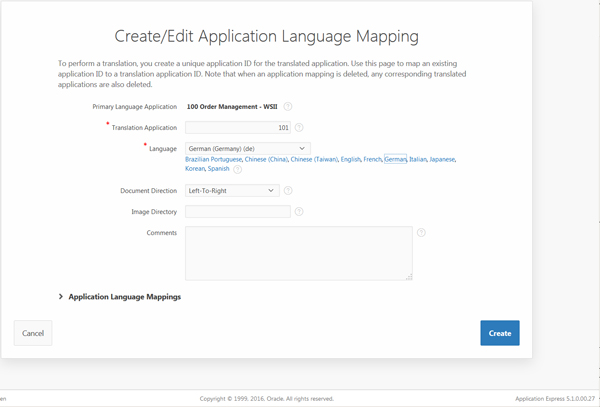 Create/Edit Application Language Mapping
To perform a translation, you create a unique application ID for the translated application. Use this page to map an existing
application ID to a translation application ID. Note that when an application mapping is deleted, any corresponding translated
applications are also deleted.
Primary Language Application 100 Order Management - WSII ?
* Translation Application 101 ?
* Language German (Germany) (de)
Brazilian Portuguese, Chinese (China), Chinese (Taiwan), English, French, German, Italian, Japanese,
Korean, Spanish ?
Document Direction Left-To-Right ?
Image Directory ?
Comments ?
Application Language Mappings
Cancel Create
en Copyright © 1999, 2016, Oracle. All rights reserved. Application Express 5.1.0.00.27